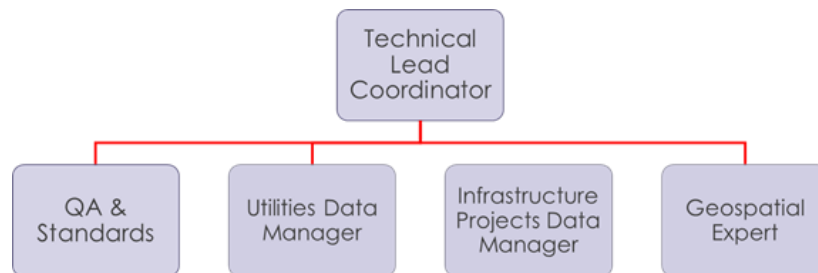 Technical
Lead
Coordinator
QA &
Standards
Utilities Data
Manager
Infrastructure
Projects Data
Manager
Geospatial
Expert